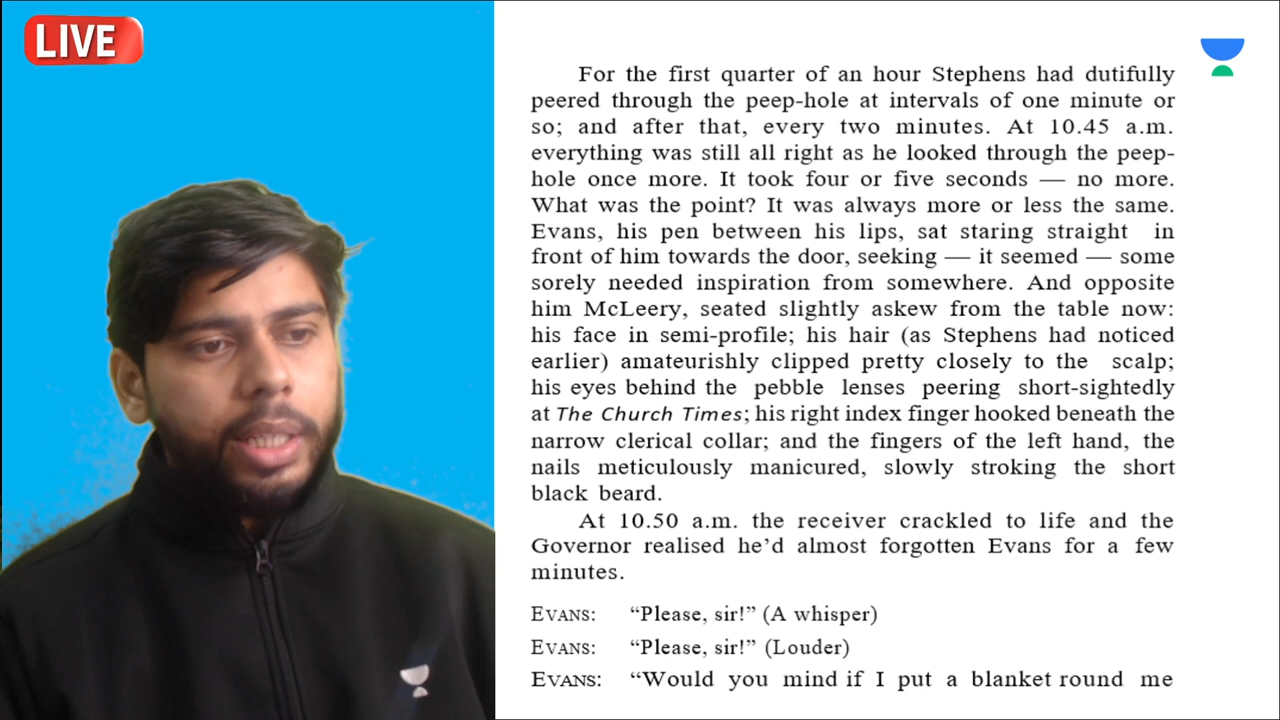 LIVE
For the first quarter of an hour Stephens had dutifully
peered through the peep-hole at intervals of one minute or
so; and after that, every two minutes. At 10.45 a.m.
everything was still all right as he looked through the peep-
hole once more. It took four or five seconds — no more.
What was the point? It was always more or less the same.
Evans, his pen between his lips, sat staring straight in
front of him towards the door, seeking — it seemed — some
sorely needed inspiration from somewhere. And opposite
him McLeery, seated slightly askew from the table now:
his face in semi-profile; his hair (as Stephens had noticed
earlier) amateurishly clipped pretty closely to the scalp;
his eyes behind the pebble lenses peering short-sightedly
at The Church Times; his right index finger hooked beneath the
narrow clerical collar; and the fingers of the left hand, the
nails meticulously manicured, slowly stroking the short
black beard.
At 10.50 a.m. the receiver crackled to life and the
Governor realised he’d almost forgotten Evans for a few
minutes.
EVANS: “Please, sir!” (A whisper)
EVANS: “Please, sir!” (Louder)
EVANS: “Would you mind if I put a blanket round me